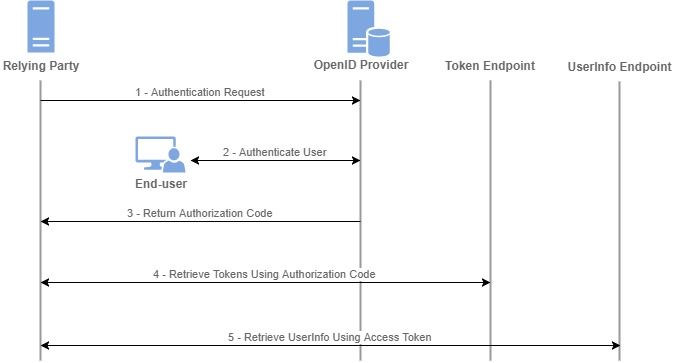 Relying Party
OpenID Provider
Token Endpoint
UserInfo Endpoint
1 - Authentication Request
2 - Authenticate User
End-user
3 - Return Authorization Code
4 - Retrieve Tokens Using Authorization Code
5 - Retrieve UserInfo Using Access Token